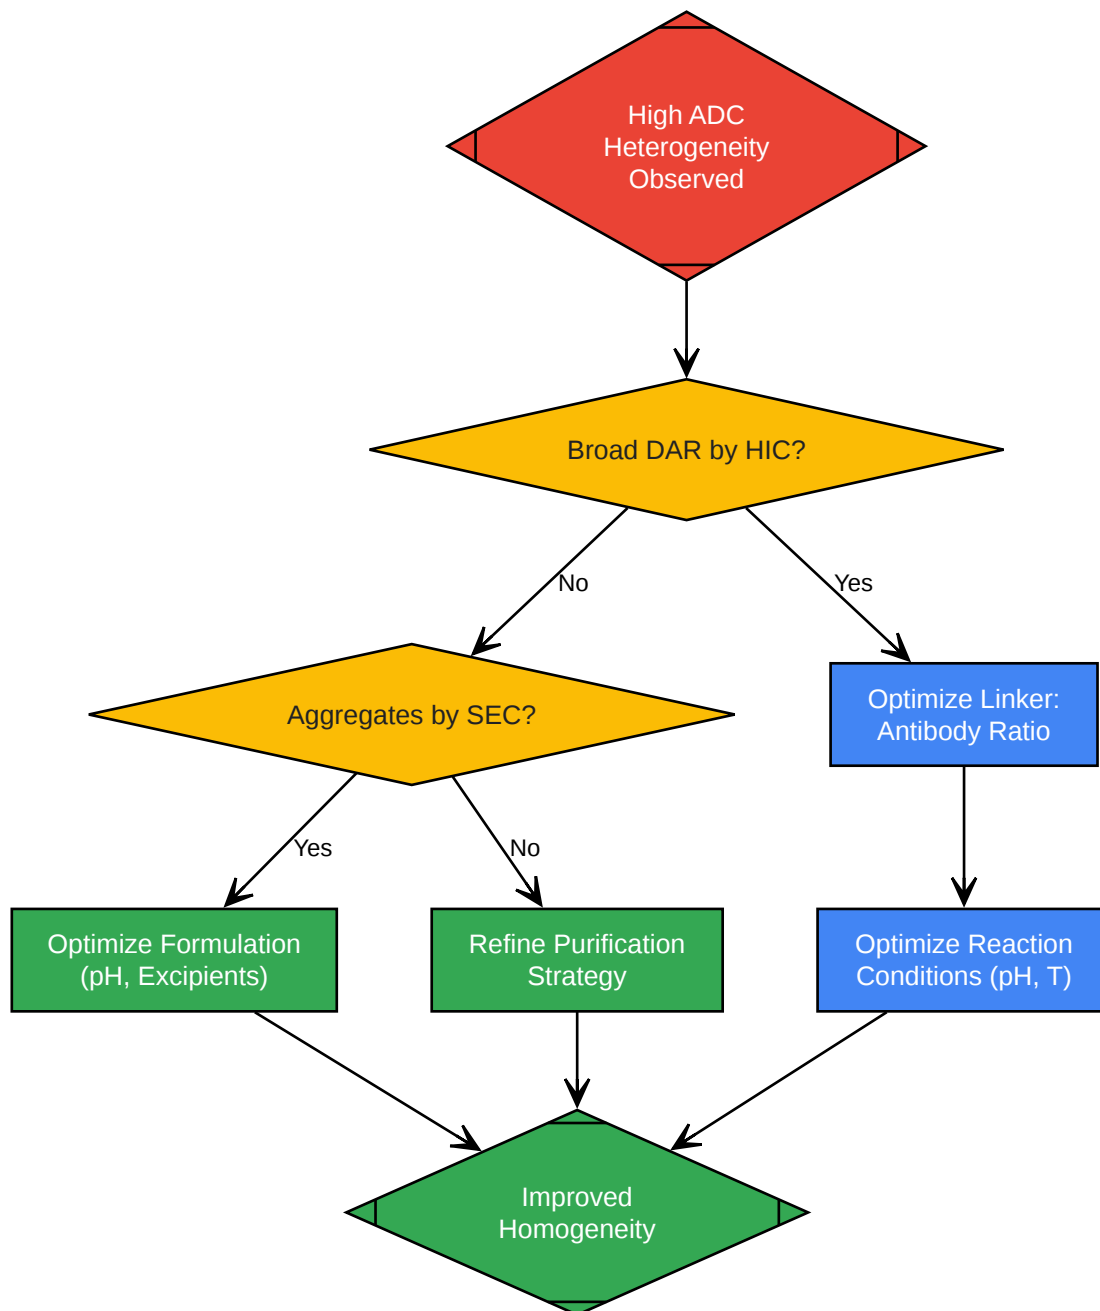 High ADC
Heterogeneity
Observed
Broad DAR by HIC?
No
Yes
Aggregates by SEC?
Optimize Linker:
Antibody Ratio
Yes
No
Optimize Formulation
(pH, Excipients)
Refine Purification
Strategy
Optimize Reaction
Conditions (pH, T)
Improved
Homogeneity